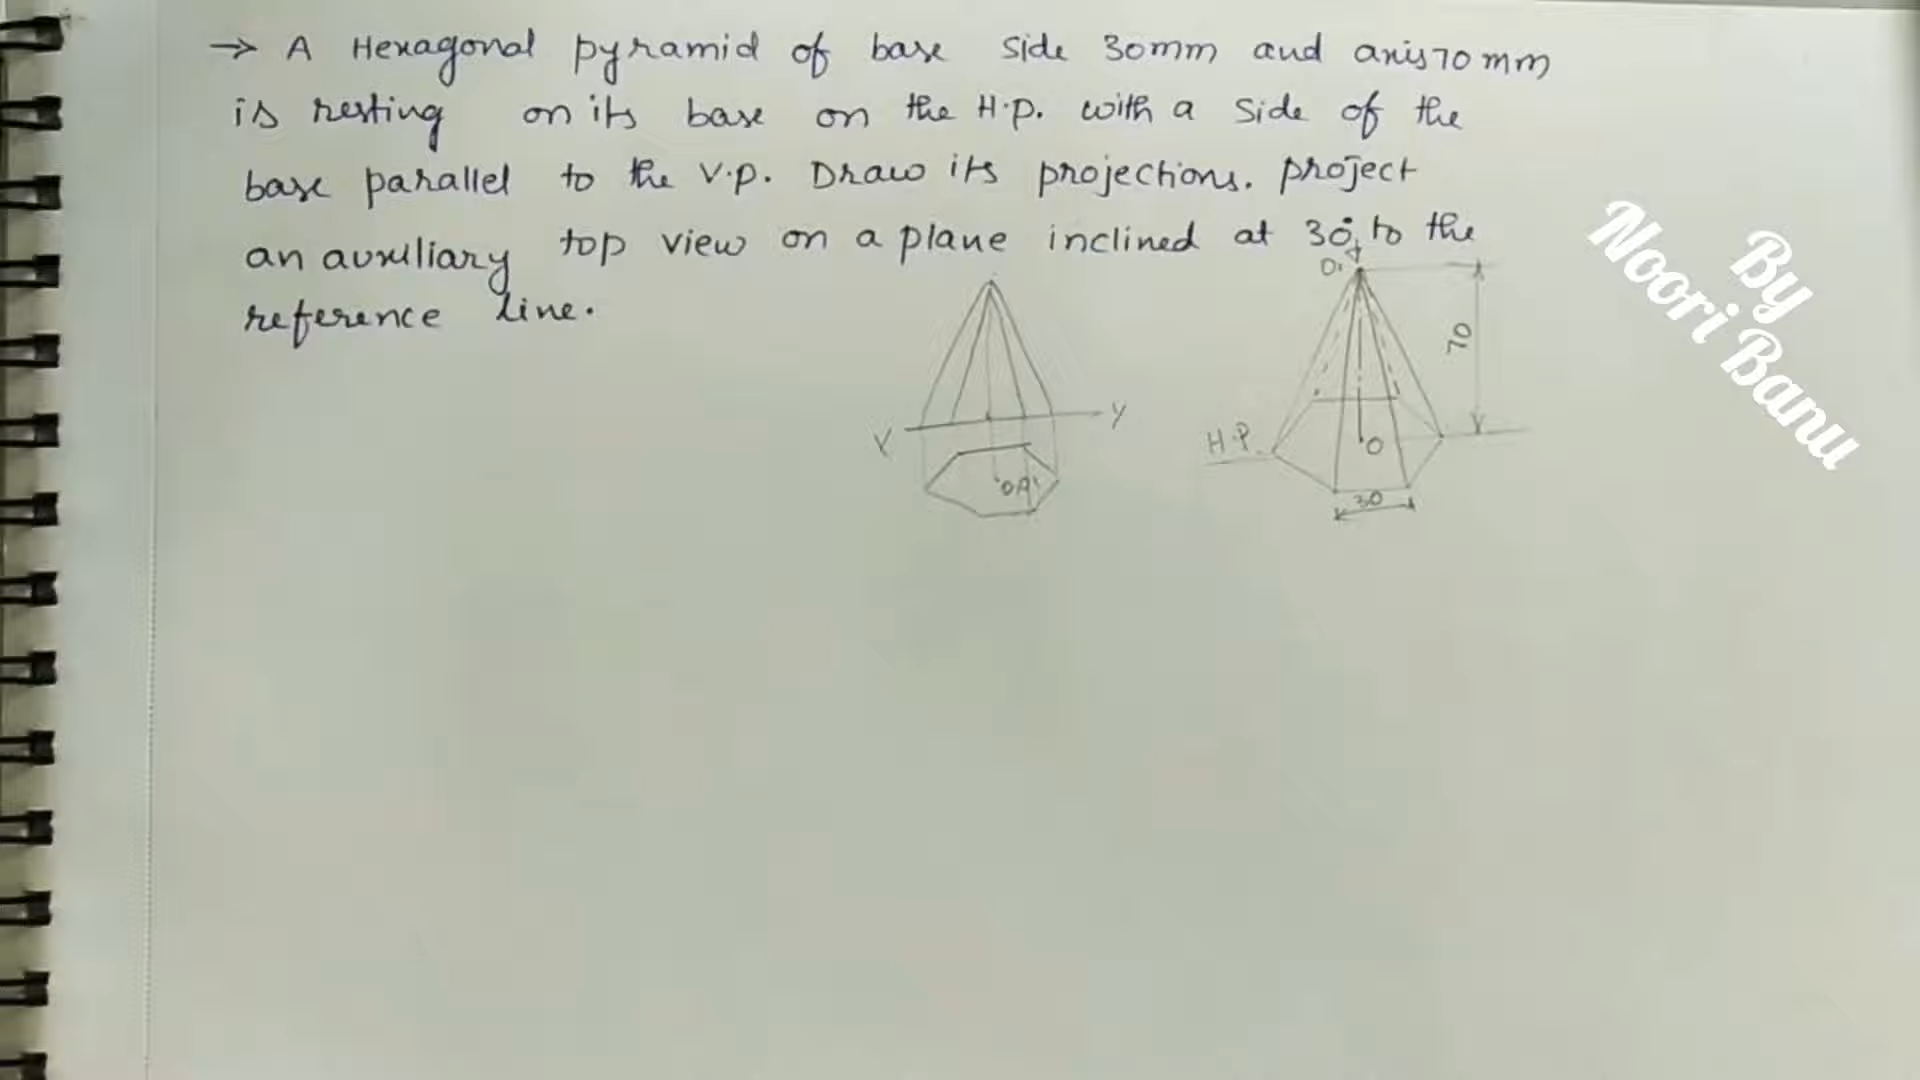 → A Hexagonal pyramid of base side 30mm and axis 70 mm
is resting on its base on the H.P. with a side of the
base parallel to the V.P. Draw its projections. project
an auxiliary top view on a plane inclined at 30° to the
reference line.
O1
70
X
Y
H.P.
O
O O1
30
By
Noori Banu